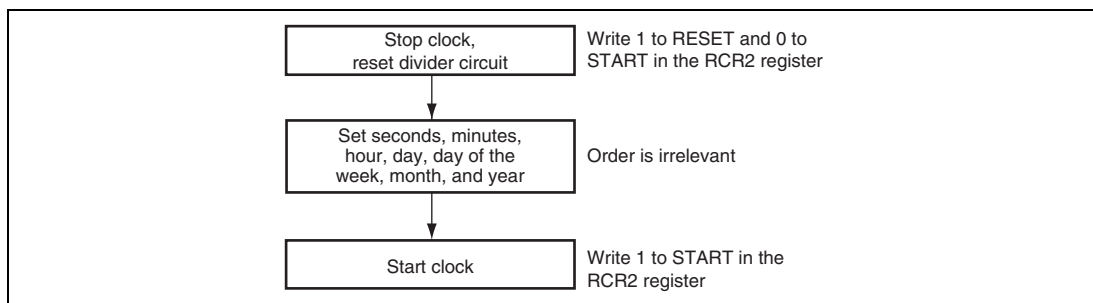 Stop clock,
reset divider circuit
Write 1 to RESET and 0 to
START in the RCR2 register
Set seconds, minutes,
hour, day, day of the
week, month, and year
Order is irrelevant
Start clock
Write 1 to START in the
RCR2 register